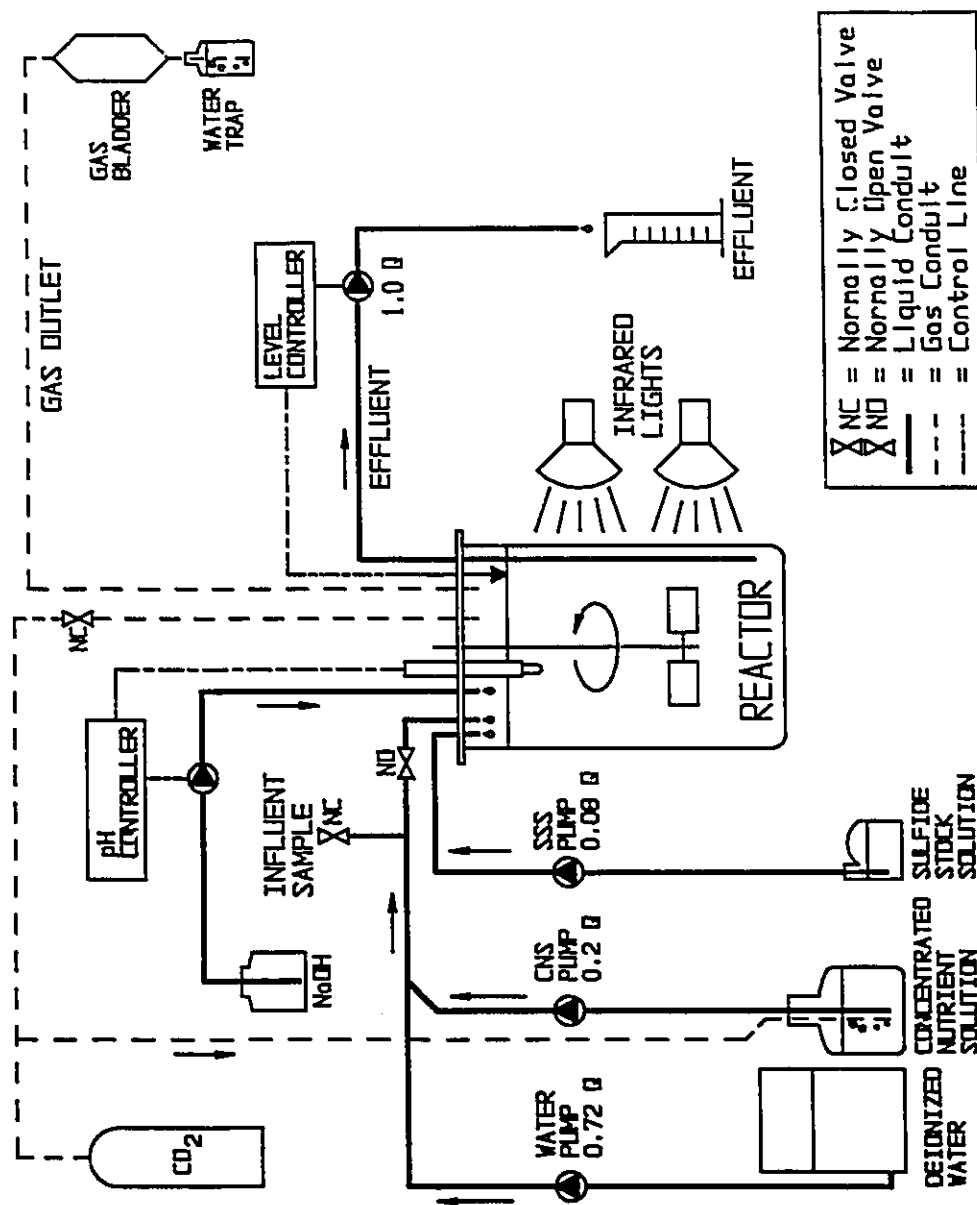 GAS OUTLET
GAS
BLADDER
WATER
TRAP
pH
CONTROLLER
LEVEL
CONTROLLER
CO2
NaOH
INFLUENT
SAMPLE
NC
NC
NO
EFFLUENT
1.0 Q
EFFLUENT
INFRARED
LIGHTS
WATER
PUMP
0.72 Q
CNS
PUMP
0.2 Q
SSS
PUMP
0.08 Q
REACTOR
DEIONIZED
WATER
CONCENTRATED
NUTRIENT
SOLUTION
SULFIDE
STOCK
SOLUTION
NC = Normally Closed Valve
NO = Normally Open Valve
= Liquid Conduit
= Gas Conduit
= Control Line